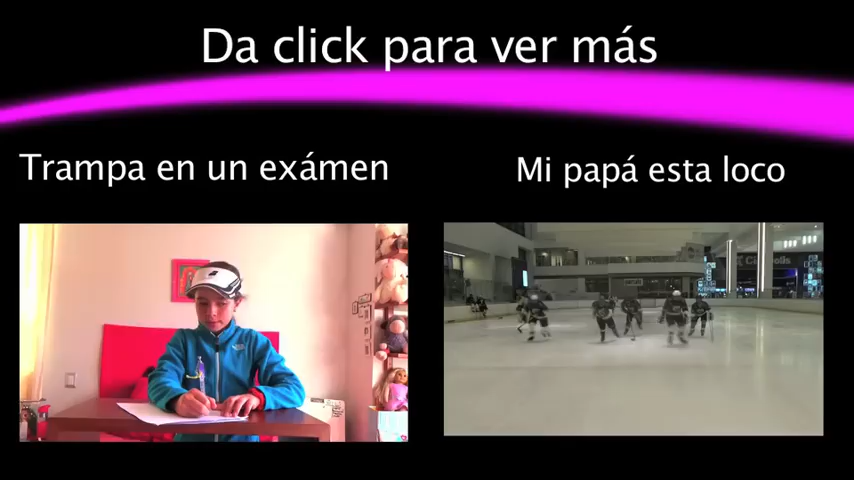 Da click para ver más
Trampa en un exámen
Mi papá esta loco